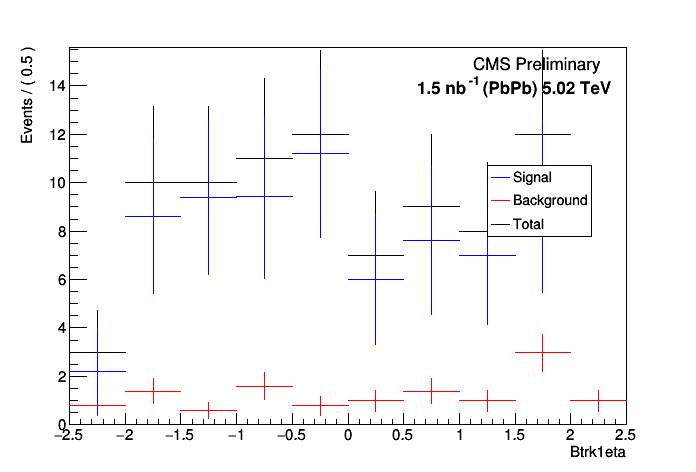 CMS Preliminary
1.5 nb-1 (PbPb) 5.02 TeV
Events / ( 0.5 )
14
12
10
8
6
4
2
0
Signal
Background
Total
−2.5 −2 −1.5 −1 −0.5 0 0.5 1 1.5 2 2.5
Btrk1eta